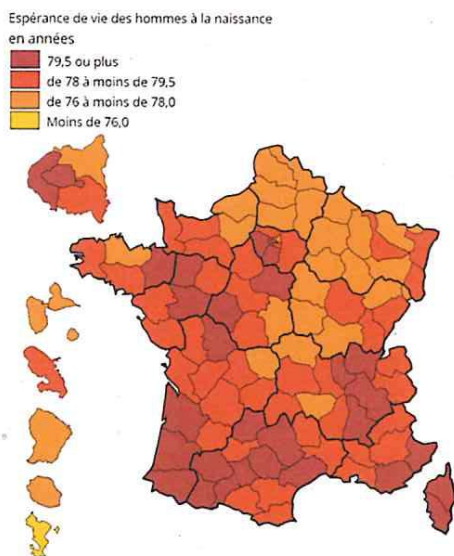 Espérance de vie des hommes à la naissance
en années
79,5 ou plus
de 78 à moins de 79,5
de 76 à moins de 78,0
Moins de 76,0